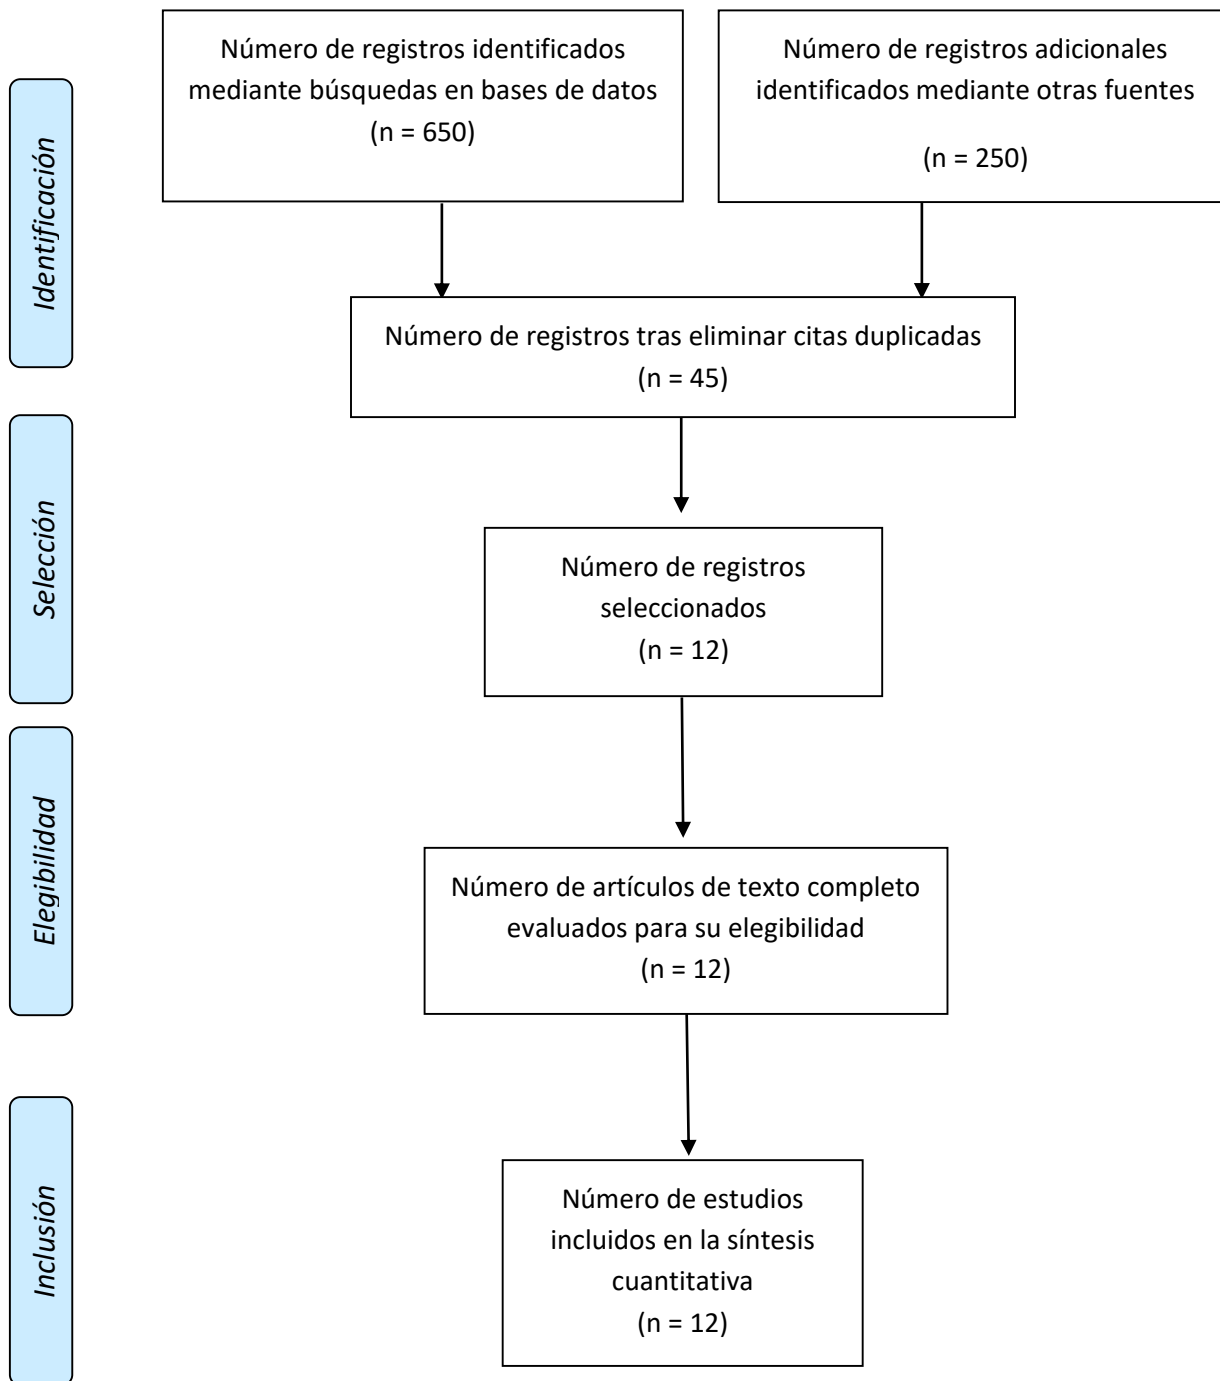 Número de registros identificados
mediante búsquedas en bases de datos
(n = 650)
Número de registros adicionales
identificados mediante otras fuentes
(n = 250)
Identificación
Número de registros tras eliminar citas duplicadas
(n = 45)
Selección
Número de registros
seleccionados
(n = 12)
Elegibilidad
Número de artículos de texto completo
evaluados para su elegibilidad
(n = 12)
Inclusión
Número de estudios
incluidos en la síntesis
cuantitativa
(n = 12)